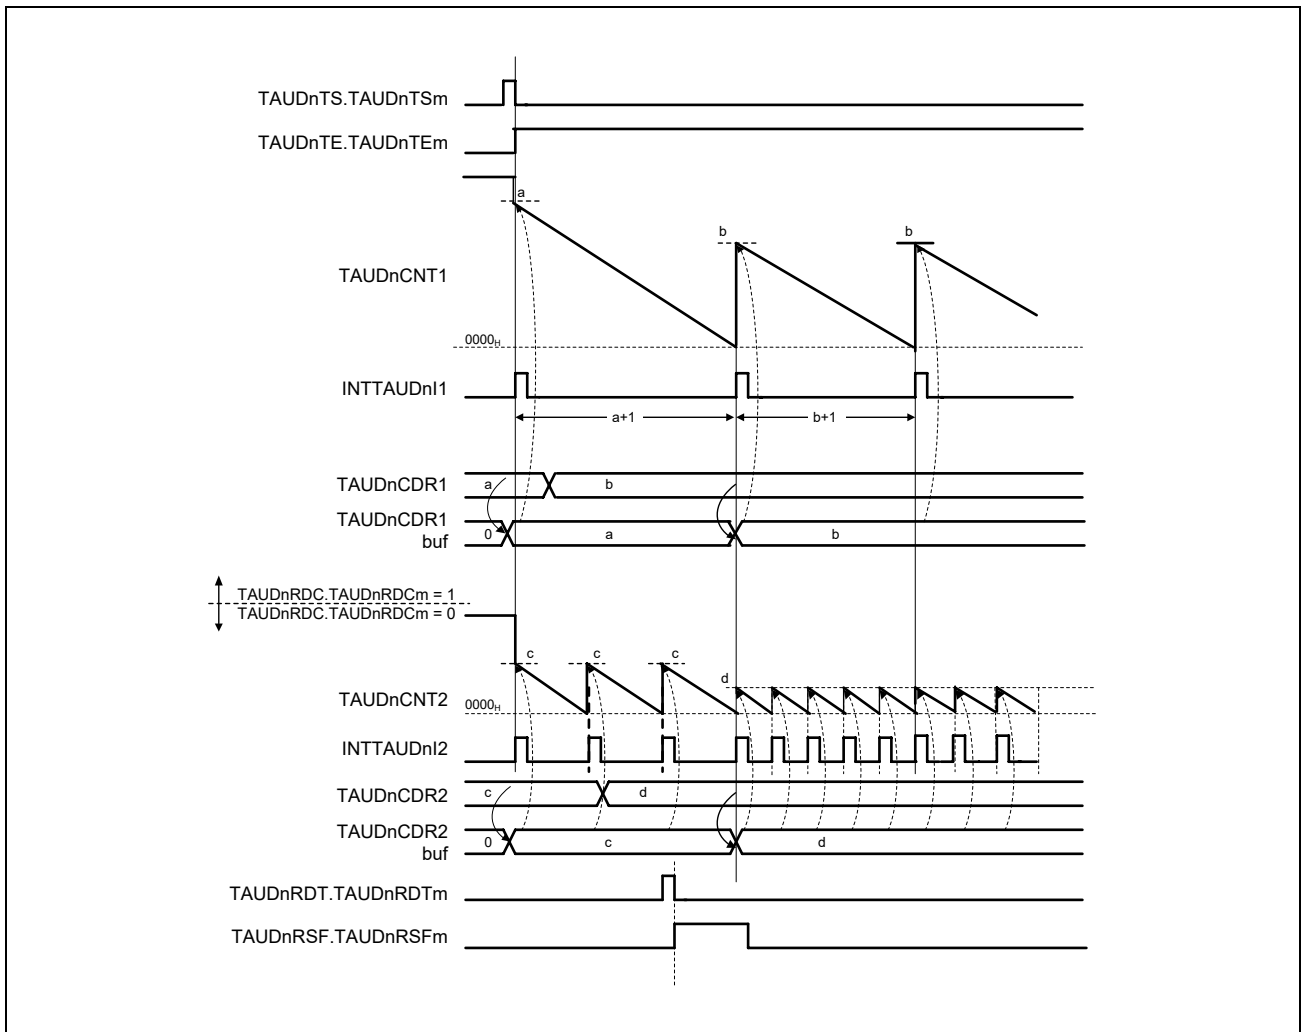 TAUDnTS.TAUDnTSm
TAUDnTE.TAUDnTEm
a
b
b
TAUDnCNT1
0000H
INTTAUDnI1
a+1
b+1
TAUDnCDR1
a
b
TAUDnCDR1
buf
0
a
b
TAUDnRDC.TAUDnRDCm = 1
TAUDnRDC.TAUDnRDCm = 0
c
c
c
d
TAUDnCNT2
0000H
INTTAUDnI2
TAUDnCDR2
c
d
TAUDnCDR2
buf
0
c
d
TAUDnRDT.TAUDnRDTm
TAUDnRSF.TAUDnRSFm